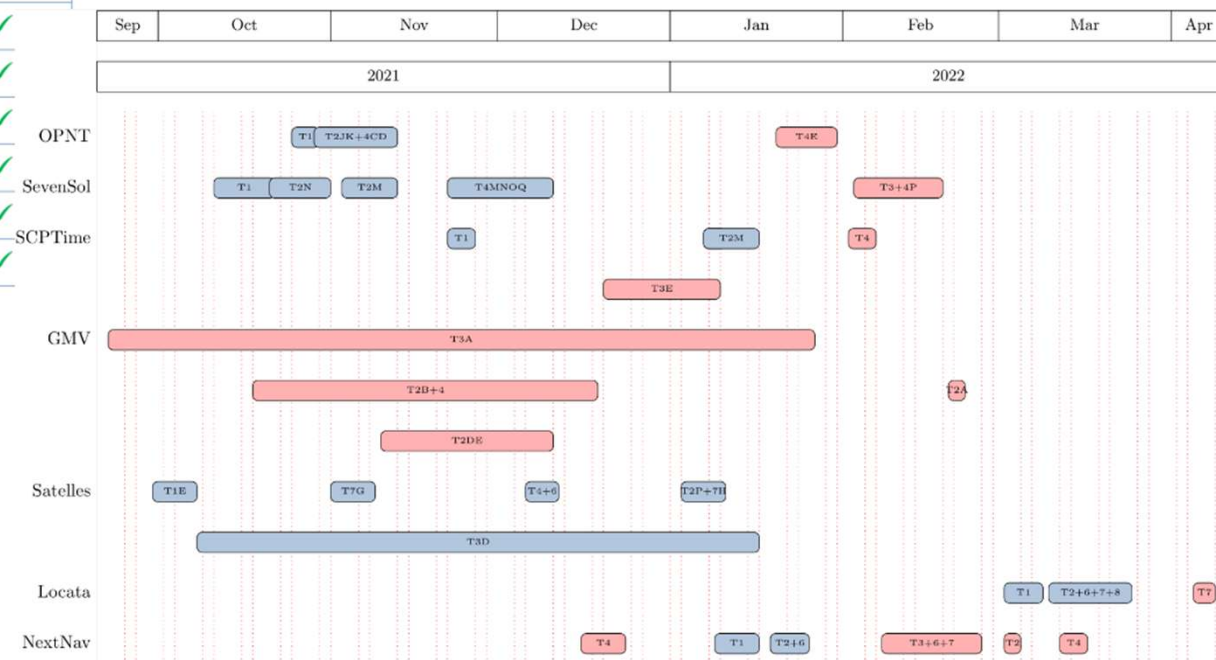 Sep Oct Nov Dec Jan Feb Mar Apr
2021 2022
OPNT T1 T2JK+4CD T4E
SevenSol T1 T2N T2M T4MNOQ T3+4P
SCPTime T1 T2M T4
T3E
GMV T3A
T2B+4 T2A
T2DE
Satelles T1E T7G T4+6 T2P+7H
T3D
Locata T1 T2+6+7+8 T7
NextNav T4 T1 T2+6 T3+6+7 T2 T4